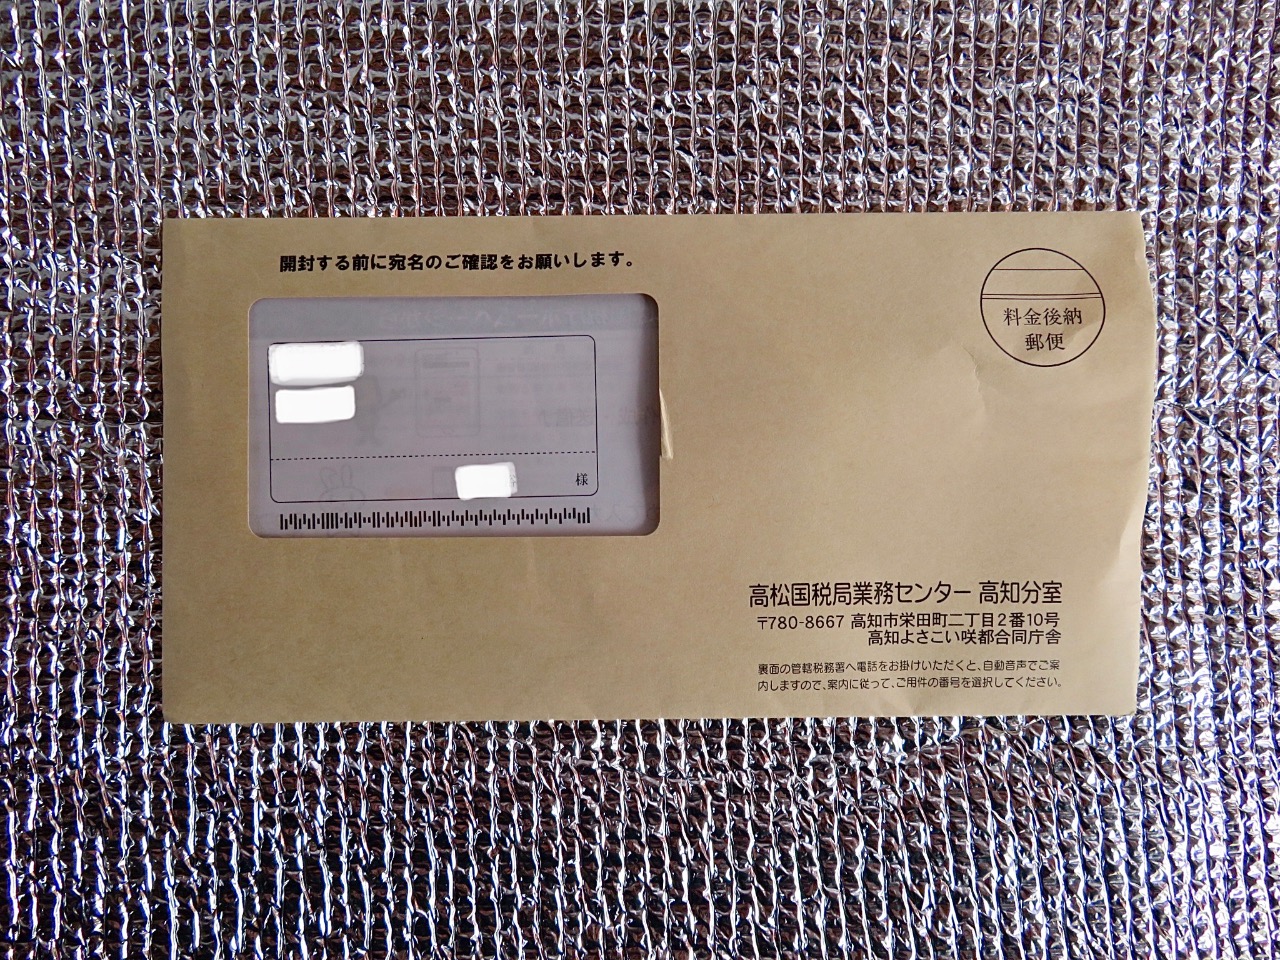 開封する前に宛名のご確認をお願いします。
料金後納
郵便
様
高松国税局業務センター 高知分室
〒780-8667 高知市栄田町二丁目2番10号
高知よさこい咲都合同庁舎
裏面の管轄税務署へ電話をお掛けいただくと、自動音声でご案
内しますので、案内に従って、ご用件の番号を選択してください。